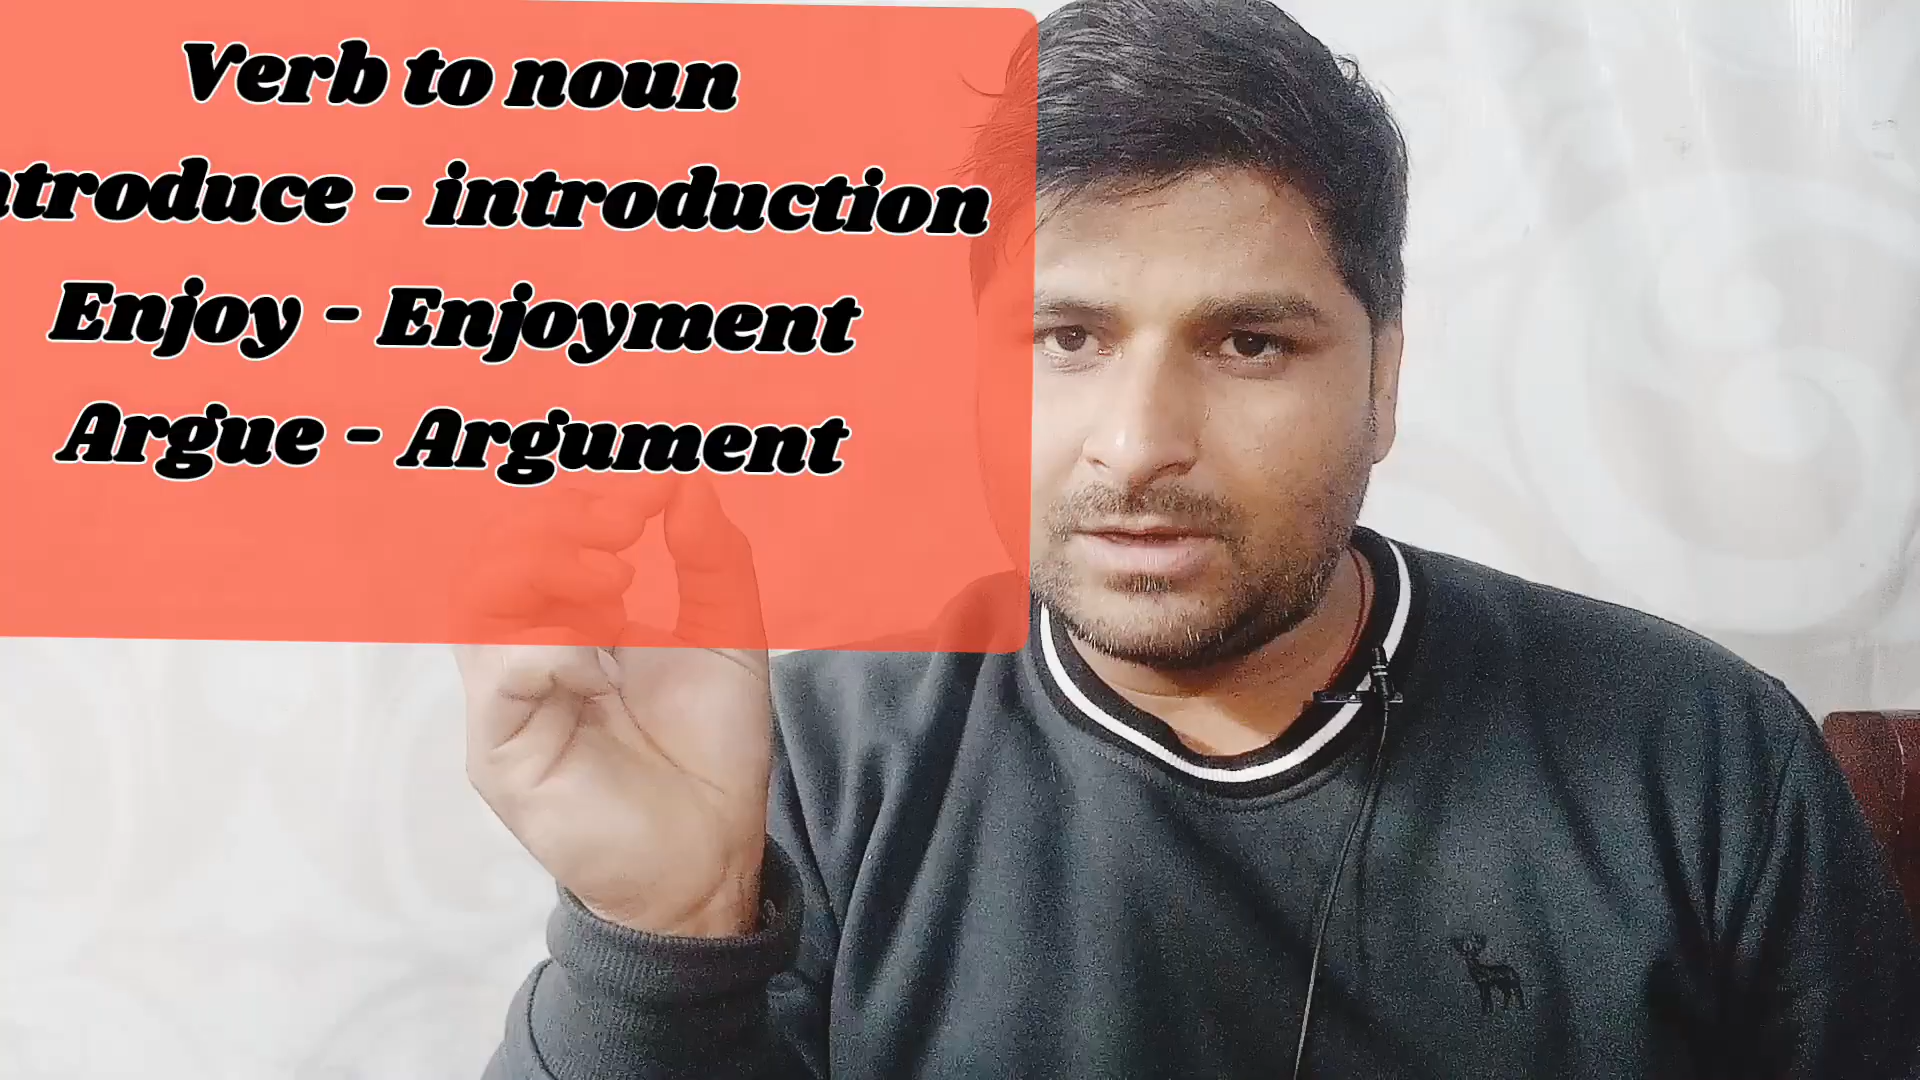 Verb to noun
ntroduce - introduction
Enjoy - Enjoyment
Argue - Argument